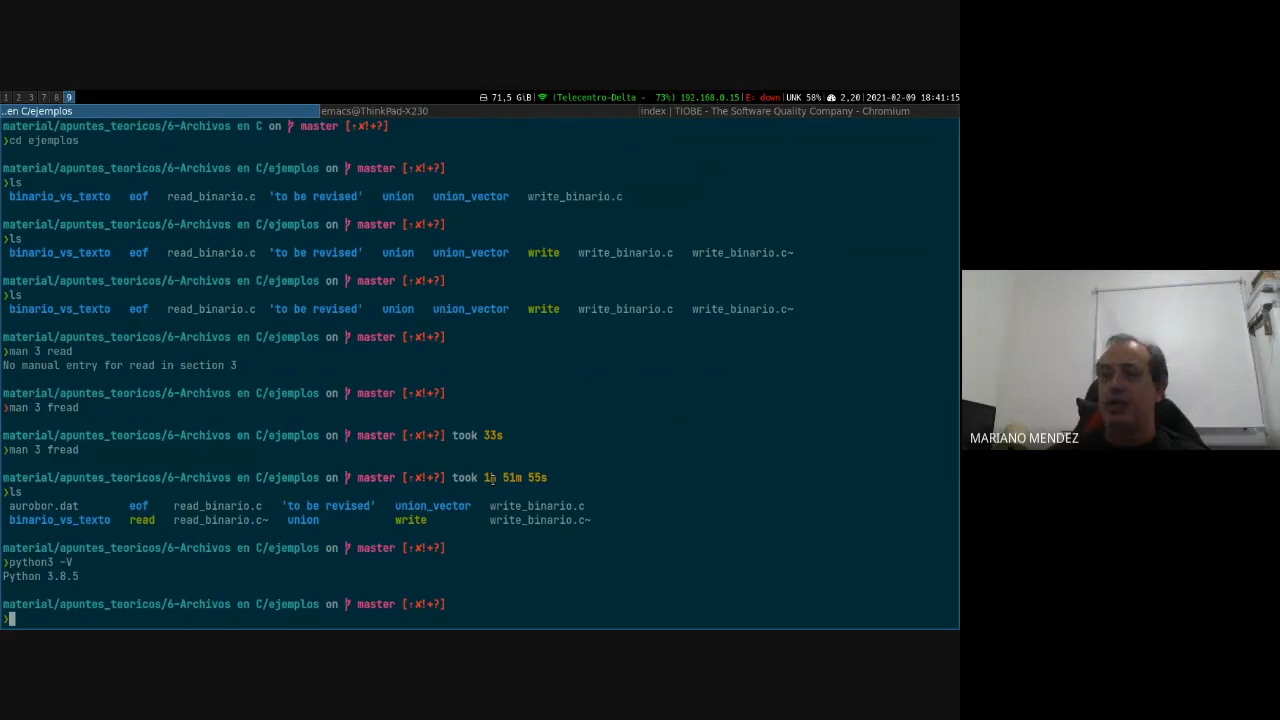 1 2 3 7 8 9
71,5 GiB | (Telecentro-Delta - 73%) 192.168.0.15| E: down| UNK 58%| 2,20| 2021-02-09 18:41:15
..en C/ejemplos emacs@ThinkPad-X230 index | TIOBE - The Software Quality Company - Chromium
material/apuntes_teoricos/6-Archivos en C on master [↑✘!+?]
❯cd ejemplos
material/apuntes_teoricos/6-Archivos en C/ejemplos on master [↑✘!+?]
❯ls
binario_vs_texto eof read_binario.c 'to be revised' union union_vector write_binario.c
material/apuntes_teoricos/6-Archivos en C/ejemplos on master [↑✘!+?]
❯ls
binario_vs_texto eof read_binario.c 'to be revised' union union_vector write write_binario.c write_binario.c~
material/apuntes_teoricos/6-Archivos en C/ejemplos on master [↑✘!+?]
❯ls
binario_vs_texto eof read_binario.c 'to be revised' union union_vector write write_binario.c write_binario.c~
material/apuntes_teoricos/6-Archivos en C/ejemplos on master [↑✘!+?]
❯man 3 read
No manual entry for read in section 3
material/apuntes_teoricos/6-Archivos en C/ejemplos on master [↑✘!+?]
❯man 3 fread
material/apuntes_teoricos/6-Archivos en C/ejemplos on master [↑✘!+?] took 33s
❯man 3 fread
material/apuntes_teoricos/6-Archivos en C/ejemplos on master [↑✘!+?] took 1h 51m 55s
❯ls
aurobor.dat eof read_binario.c 'to be revised' union_vector write_binario.c
binario_vs_texto read read_binario.c~ union write write_binario.c~
material/apuntes_teoricos/6-Archivos en C/ejemplos on master [↑✘!+?]
❯python3 -V
Python 3.8.5
material/apuntes_teoricos/6-Archivos en C/ejemplos on master [↑✘!+?]
❯
MARIANO MENDEZ